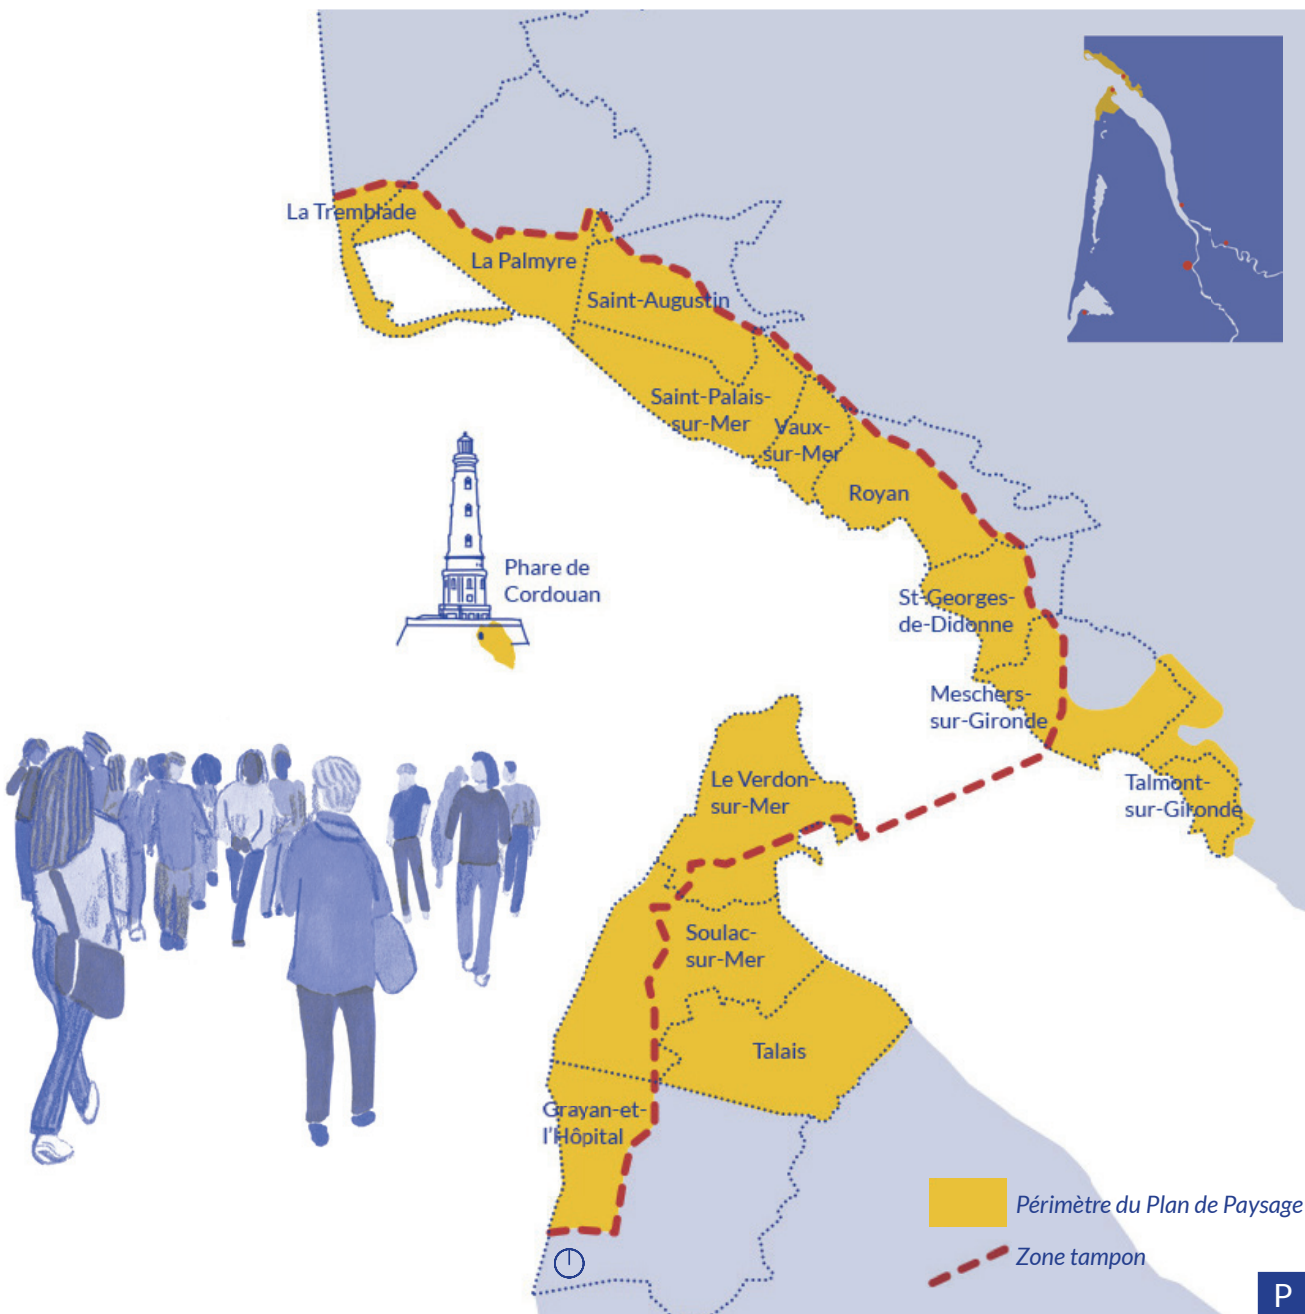 La Tremblade
La Palmyre
Saint-Augustin
Saint-Palais-
sur-Mer
Vaux-
sur-Mer
Royan
Phare de
Cordouan
St-Georges-
de-Didonne
Meschers-
sur-Gironde
Le Verdon-
sur-Mer
Talmont-
sur-Gironde
Soulac-
sur-Mer
Talais
Grayan-et-
l'Hôpital
Périmètre du Plan de Paysage
Zone tampon
P